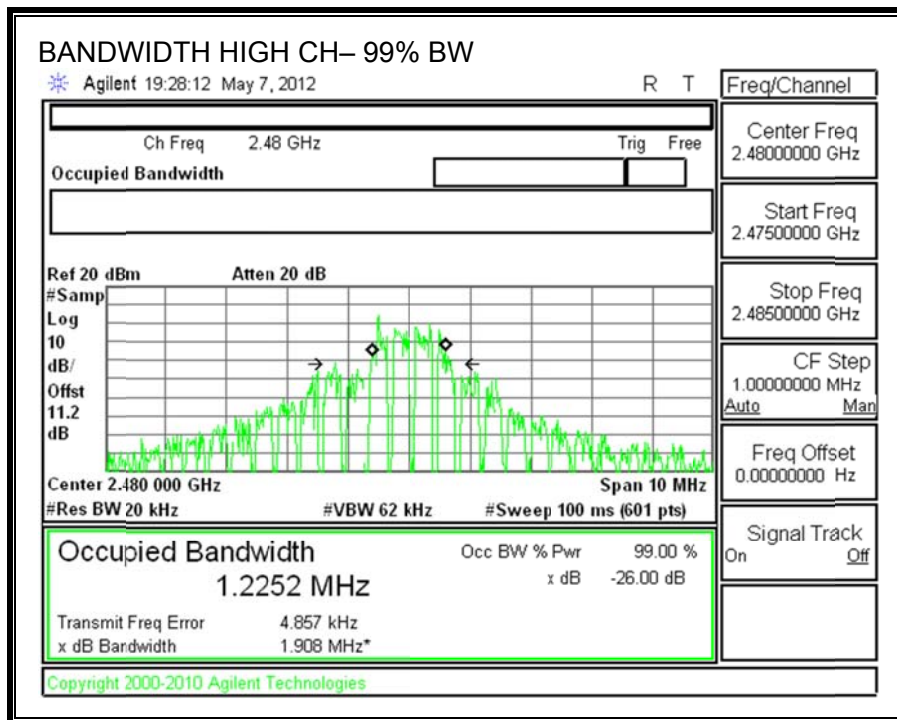 BANDWIDTH HIGH CH– 99% BW
Agilent 19:28:12 May 7, 2012 R T
Freq/Channel
Ch Freq 2.48 GHz Trig Free
Occupied Bandwidth
Center Freq
2.48000000 GHz
Start Freq
2.47500000 GHz
Stop Freq
2.48500000 GHz
CF Step
1.00000000 MHz
Auto Man
Freq Offset
0.00000000 Hz
Signal Track
On Off
Ref 20 dBm Atten 20 dB
#Samp
Log
10
dB/
Offst
11.2
dB
Center 2.480 000 GHz Span 10 MHz
#Res BW 20 kHz #VBW 62 kHz #Sweep 100 ms (601 pts)
Occupied Bandwidth Occ BW % Pwr 99.00 %
1.2252 MHz x dB -26.00 dB
Transmit Freq Error 4.857 kHz
x dB Bandwidth 1.908 MHz*
Copyright 2000-2010 Agilent Technologies